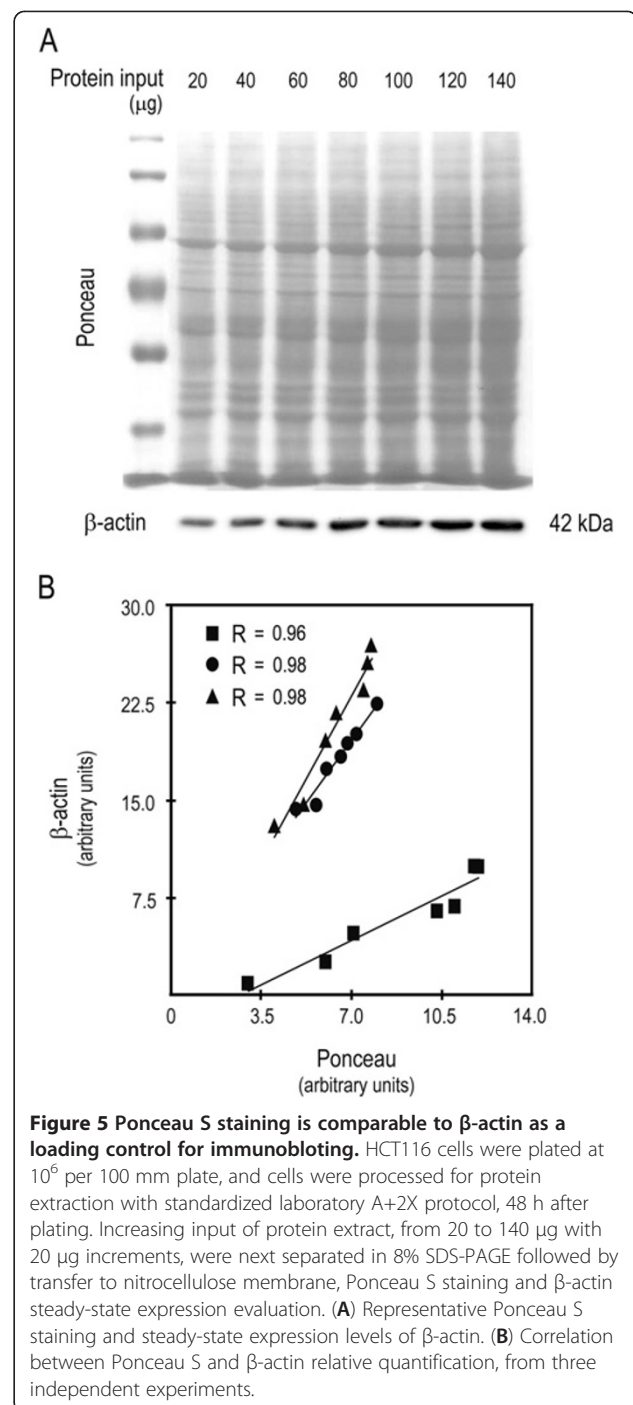 A
Protein input 20 40 60 80 100 120 140
(μg)
Ponceau
β-actin 42 kDa
B
30.0
22.5
15.0
7.5
β-actin
(arbitrary units)
■ R = 0.96
● R = 0.98
▲ R = 0.98
0 3.5 7.0 10.5 14.0
Ponceau
(arbitrary units)
Figure 5 Ponceau S staining is comparable to β-actin as a
loading control for immunobloting. HCT116 cells were plated at
10⁶ per 100 mm plate, and cells were processed for protein
extraction with standardized laboratory A+2X protocol, 48 h after
plating. Increasing input of protein extract, from 20 to 140 μg with
20 μg increments, were next separated in 8% SDS-PAGE followed by
transfer to nitrocellulose membrane, Ponceau S staining and β-actin
steady-state expression evaluation. (A) Representative Ponceau S
staining and steady-state expression levels of β-actin. (B) Correlation
between Ponceau S and β-actin relative quantification, from three
independent experiments.